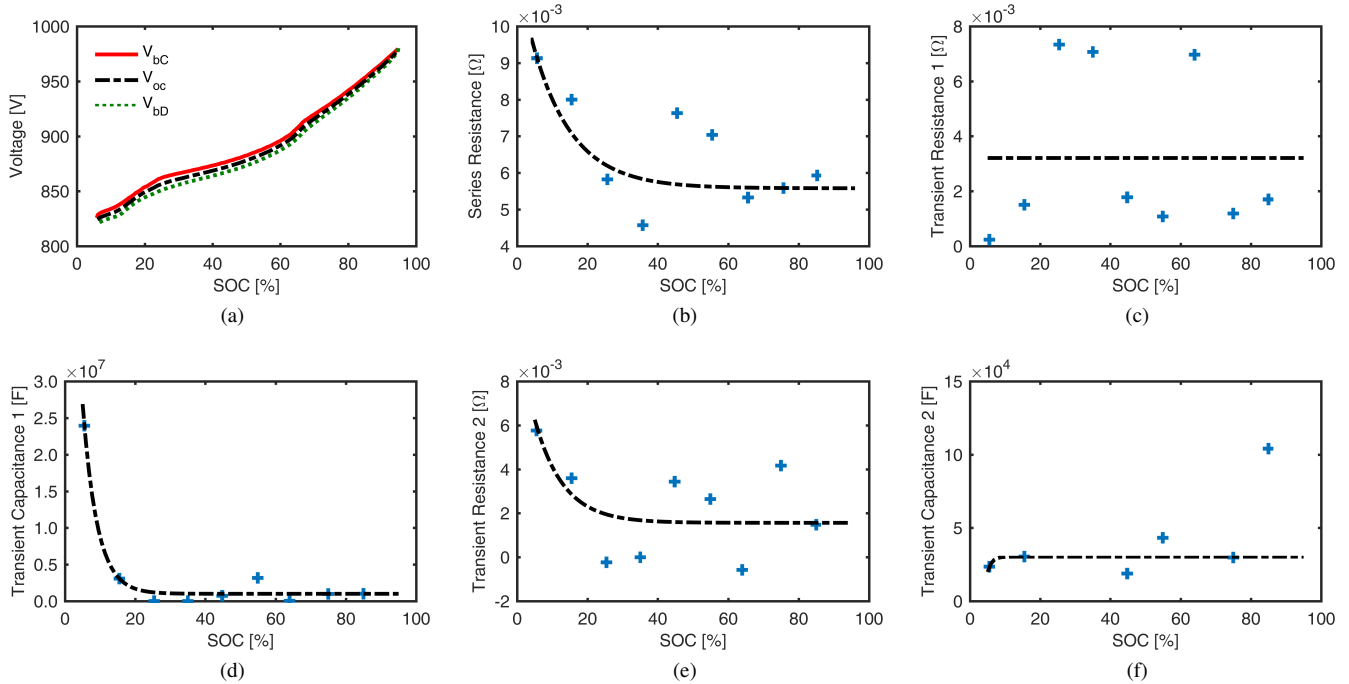 1000
950
900
850
800
Voltage [V]
V_bC
V_oc
V_bD
0 20 40 60 80 100
SOC [%]
(a)
×10^-3
10
9
8
7
6
5
4
Series Resistance [Ω]
0 20 40 60 80 100
SOC [%]
(b)
×10^-3
8
6
4
2
0
Transient Resistance 1 [Ω]
0 20 40 60 80 100
SOC [%]
(c)
×10^7
3.0
2.5
2.0
1.5
1.0
0.5
0.0
Transient Capacitance 1 [F]
0 20 40 60 80 100
SOC [%]
(d)
×10^-3
8
6
4
2
0
-2
Transient Resistance 2 [Ω]
0 20 40 60 80 100
SOC [%]
(e)
×10^4
15
10
5
0
Transient Capacitance 2 [F]
0 20 40 60 80 100
SOC [%]
(f)